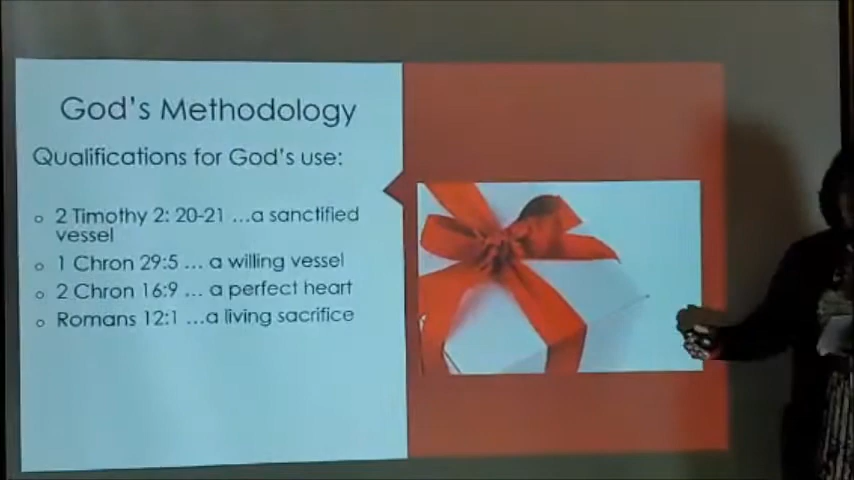 God's Methodology
Qualifications for God's use:
2 Timothy 2: 20-21 ...a sanctified
vessel
1 Chron 29:5 ... a willing vessel
2 Chron 16:9 ... a perfect heart
Romans 12:1 ...a living sacrifice